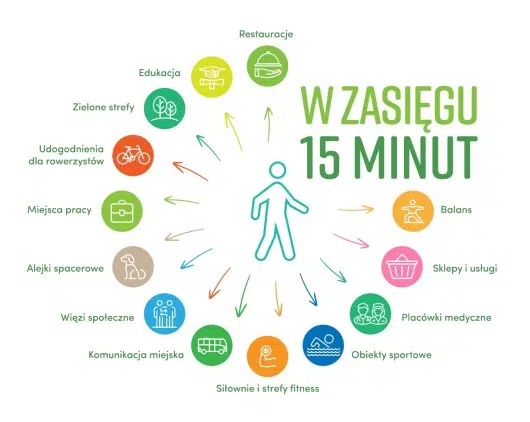 Restauracje
Edukacja
W ZASIĘGU
15 MINUT
Zielone strefy
Udogodnienia
dla rowerzystów
Miejsca pracy
Balans
Alejki spacerowe
Sklepy i usługi
Więzi społeczne
Placówki medyczne
Komunikacja miejska
Obiekty sportowe
Siłownie i strefy fitness